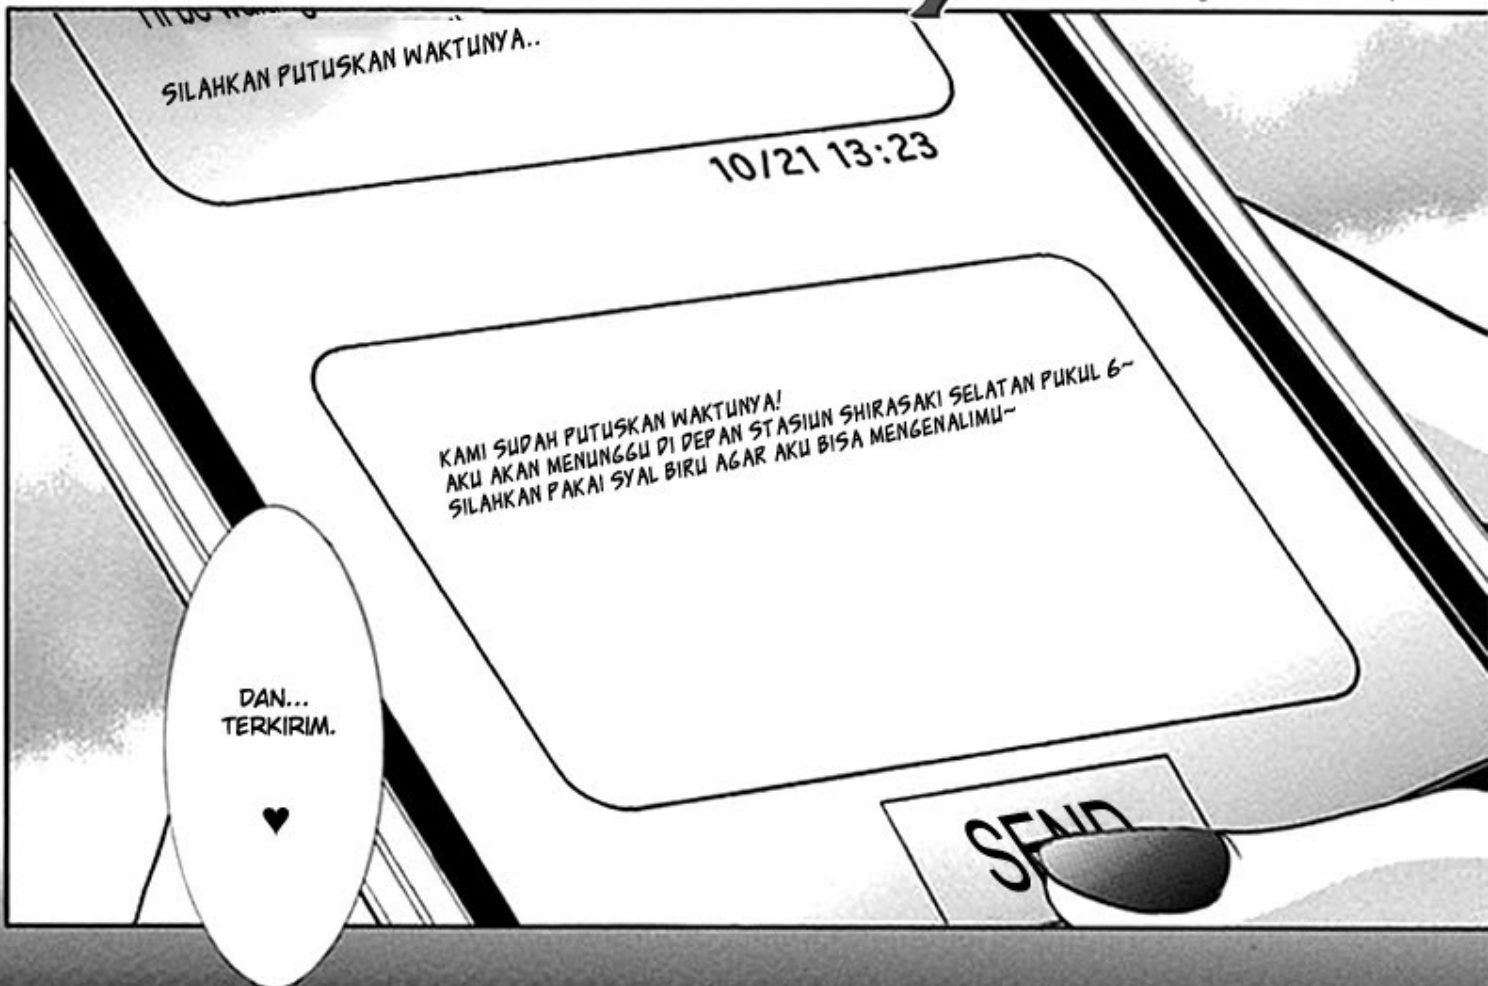 SILAHKAN PUTUSKAN WAKTUNYA..
10/21 13:23
KAMI SUDAH PUTUSKAN WAKTUNYA!
AKU AKAN MENUNGGU DI DEPAN STASIUN SHIRASAKI SELATAN PUKUL 6~
SILAHKAN PAKAI SYAL BIRU AGAR AKU BISA MENGENALIMU~
DAN...
TERKIRIM.
♥
SEND